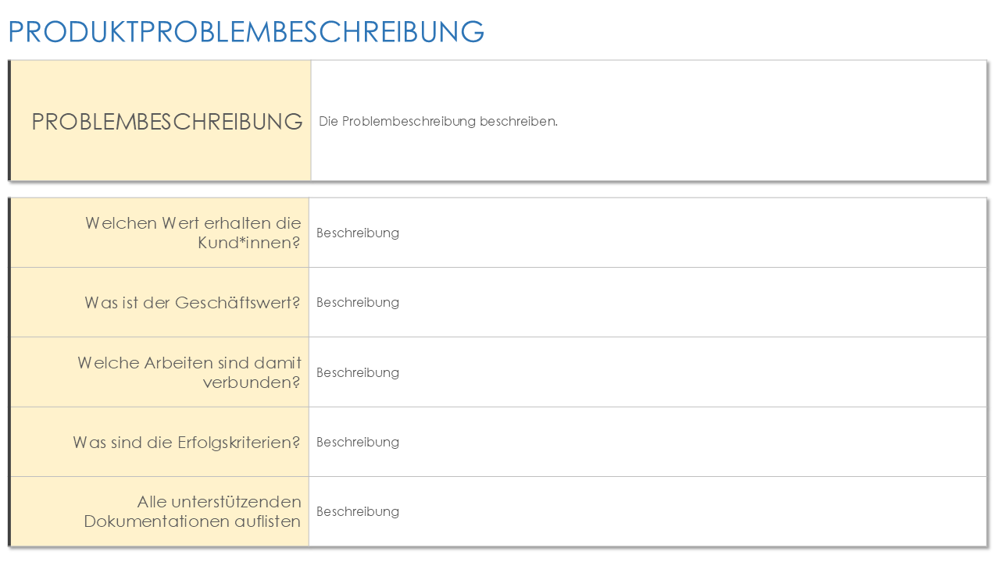 PRODUKTPROBLEMBESCHREIBUNG
PROBLEMBESCHREIBUNG
Die Problembeschreibung beschreiben.
Welchen Wert erhalten die
Kund*innen?
Beschreibung
Was ist der Geschäftswert?
Beschreibung
Welche Arbeiten sind damit
verbunden?
Beschreibung
Was sind die Erfolgskriterien?
Beschreibung
Alle unterstützenden
Dokumentationen auflisten
Beschreibung